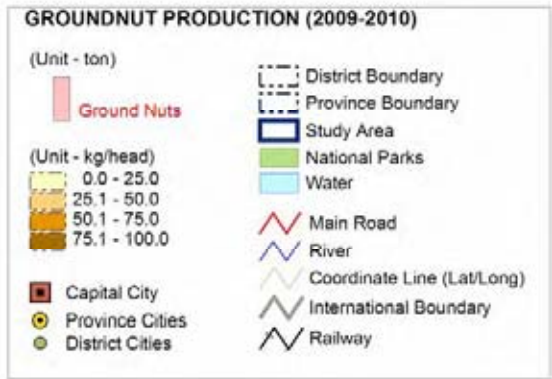 GROUNDNUT PRODUCTION (2009-2010)
(Unit - ton)
Ground Nuts
(Unit - kg/head)
0.0 - 25.0
25.1 - 50.0
50.1 - 75.0
75.1 - 100.0
Capital City
Province Cities
District Cities
District Boundary
Province Boundary
Study Area
National Parks
Water
Main Road
River
Coordinate Line (Lat/Long)
International Boundary
Railway